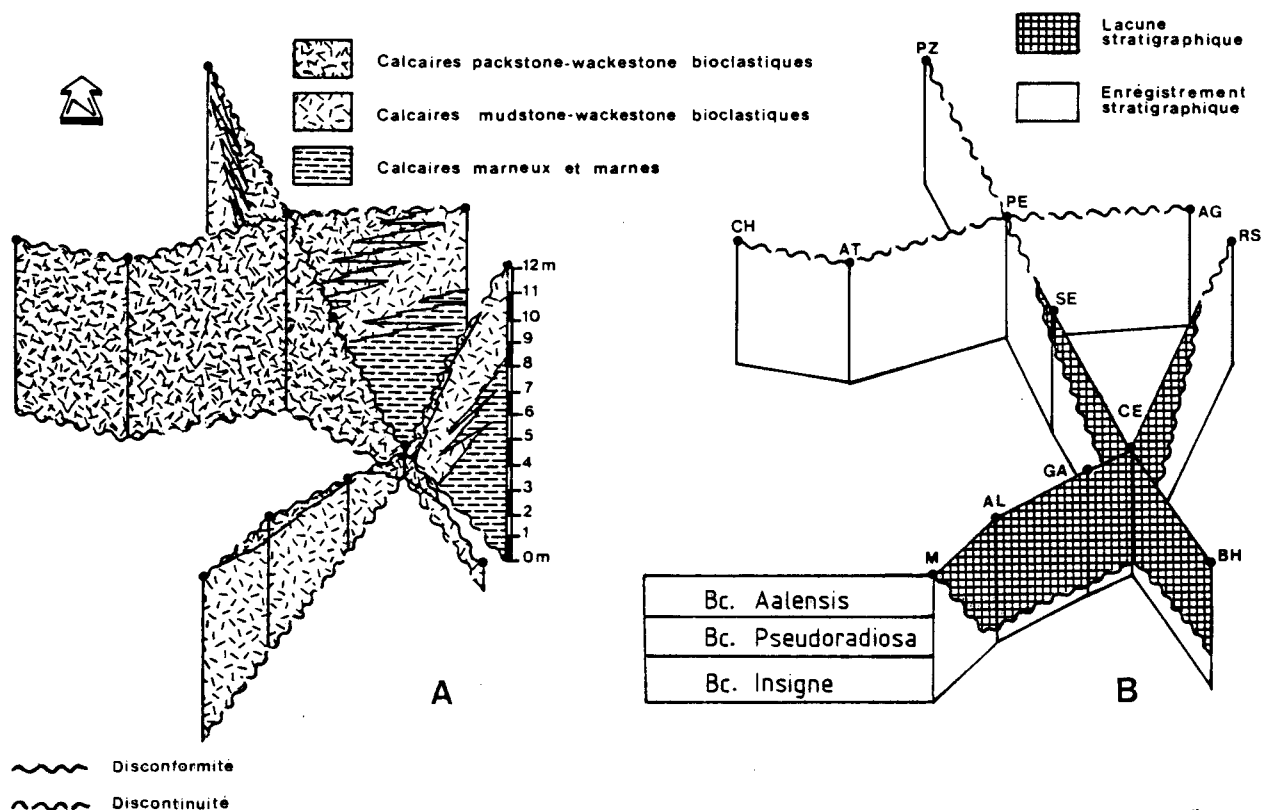 Calcaires packstone-wackestone bioclastiques
Calcaires mudstone-wackestone bioclastiques
Calcaires marneux et marnes
12m
11
10
9
8
7
6
5
4
3
2
1
0m
A
Disconformité
Discontinuité
Lacune
stratigraphique
Enrégistrement
stratigraphique
PZ
PE
AG
CH
AT
RS
SE
CE
GA
AL
M
BH
Bc. Aalensis
Bc. Pseudoradiosa
Bc. Insigne
B